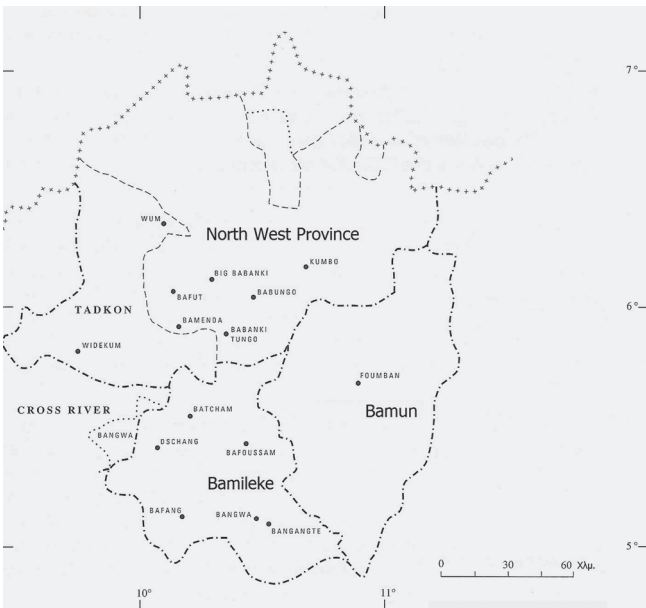 7°
WUM
North West Province
KUMBO
BIG BABANKI
BAFUT
BABUNGO
TADKON
6°
BAMENDA
BABANKI
TUNGO
WIDEKUM
FOUMBAN
CROSS RIVER
BATCHAM
Bamun
BANGWA
DSCHANG
BAFOUSSAM
Bamileke
BAFANG
BANGWA
BANGANGTE
5°
0 30 60 Χλμ.
10° 11°